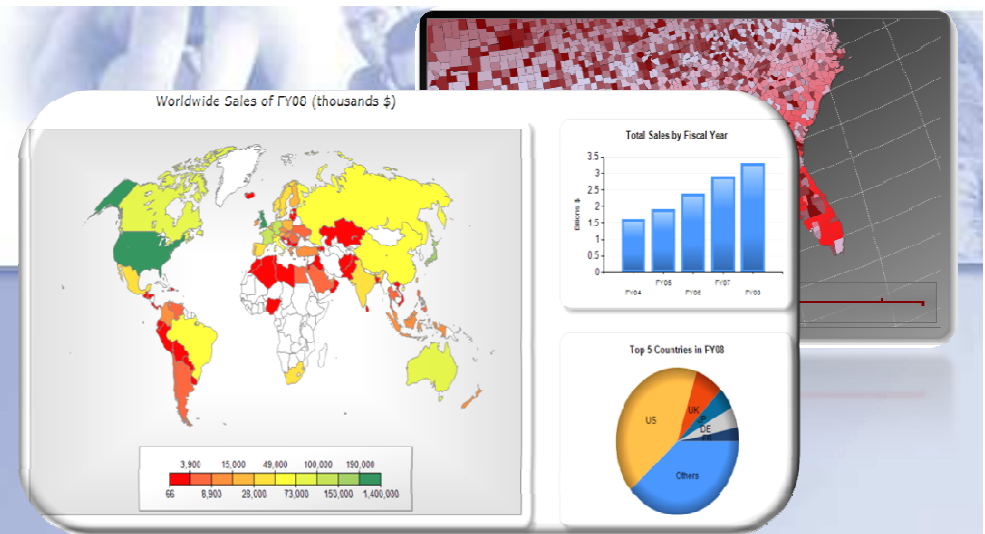 Worldwide Sales of FY08 (thousands $)
3,900 15,000 49,000 100,000 190,000
66 8,900 28,000 73,000 150,000 1,400,000
Total Sales by Fiscal Year
Billions $
3.5
3
2.5
2
1.5
1
0.5
0
FY04 FY05 FY06 FY07 FY08
Top 5 Countries in FY08
US
UK
DE
Others